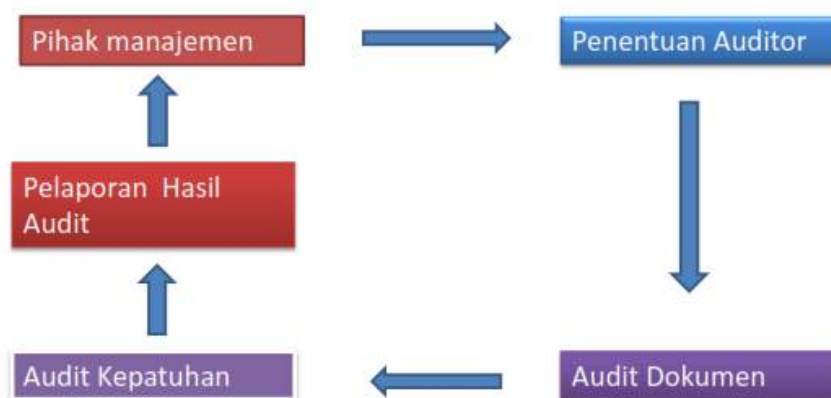 Pihak manajemen
Penentuan Auditor
Pelaporan Hasil
Audit
Audit Kepatuhan
Audit Dokumen